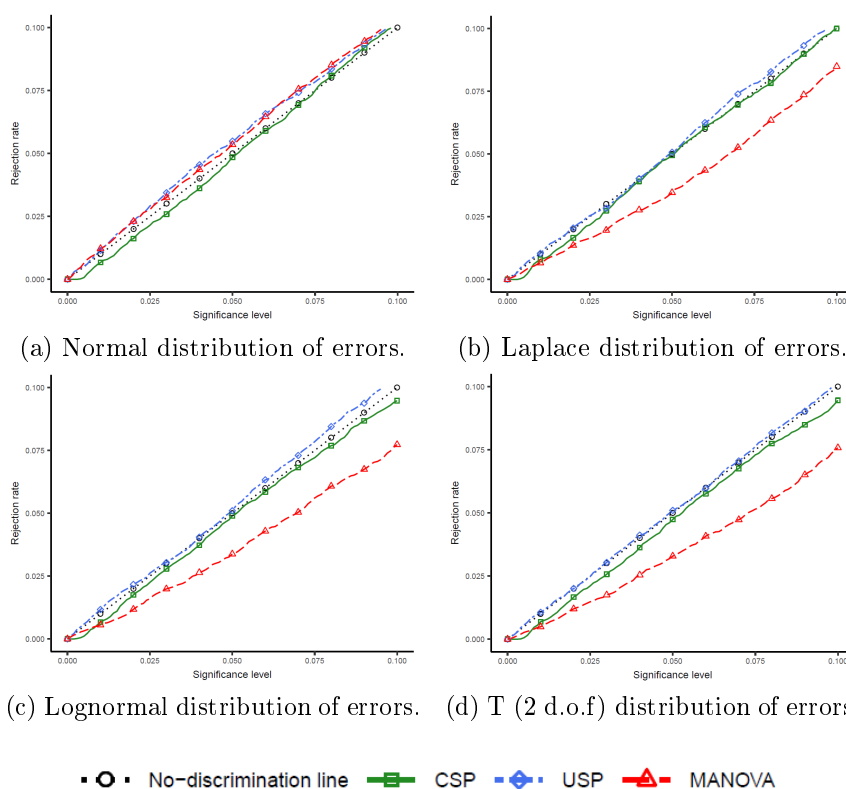 0.100
0.075
0.050
0.025
0.000
Rejection rate
0.000 0.025 0.050 0.075 0.100
Significance level
(a) Normal distribution of errors.
0.100
0.075
0.050
0.025
0.000
Rejection rate
0.000 0.025 0.050 0.075 0.100
Significance level
(b) Laplace distribution of errors.
0.100
0.075
0.050
0.025
0.000
Rejection rate
0.000 0.025 0.050 0.075 0.100
Significance level
(c) Lognormal distribution of errors.
0.100
0.075
0.050
0.025
0.000
Rejection rate
0.000 0.025 0.050 0.075 0.100
Significance level
(d) T (2 d.o.f) distribution of errors
No−discrimination line CSP USP MANOVA